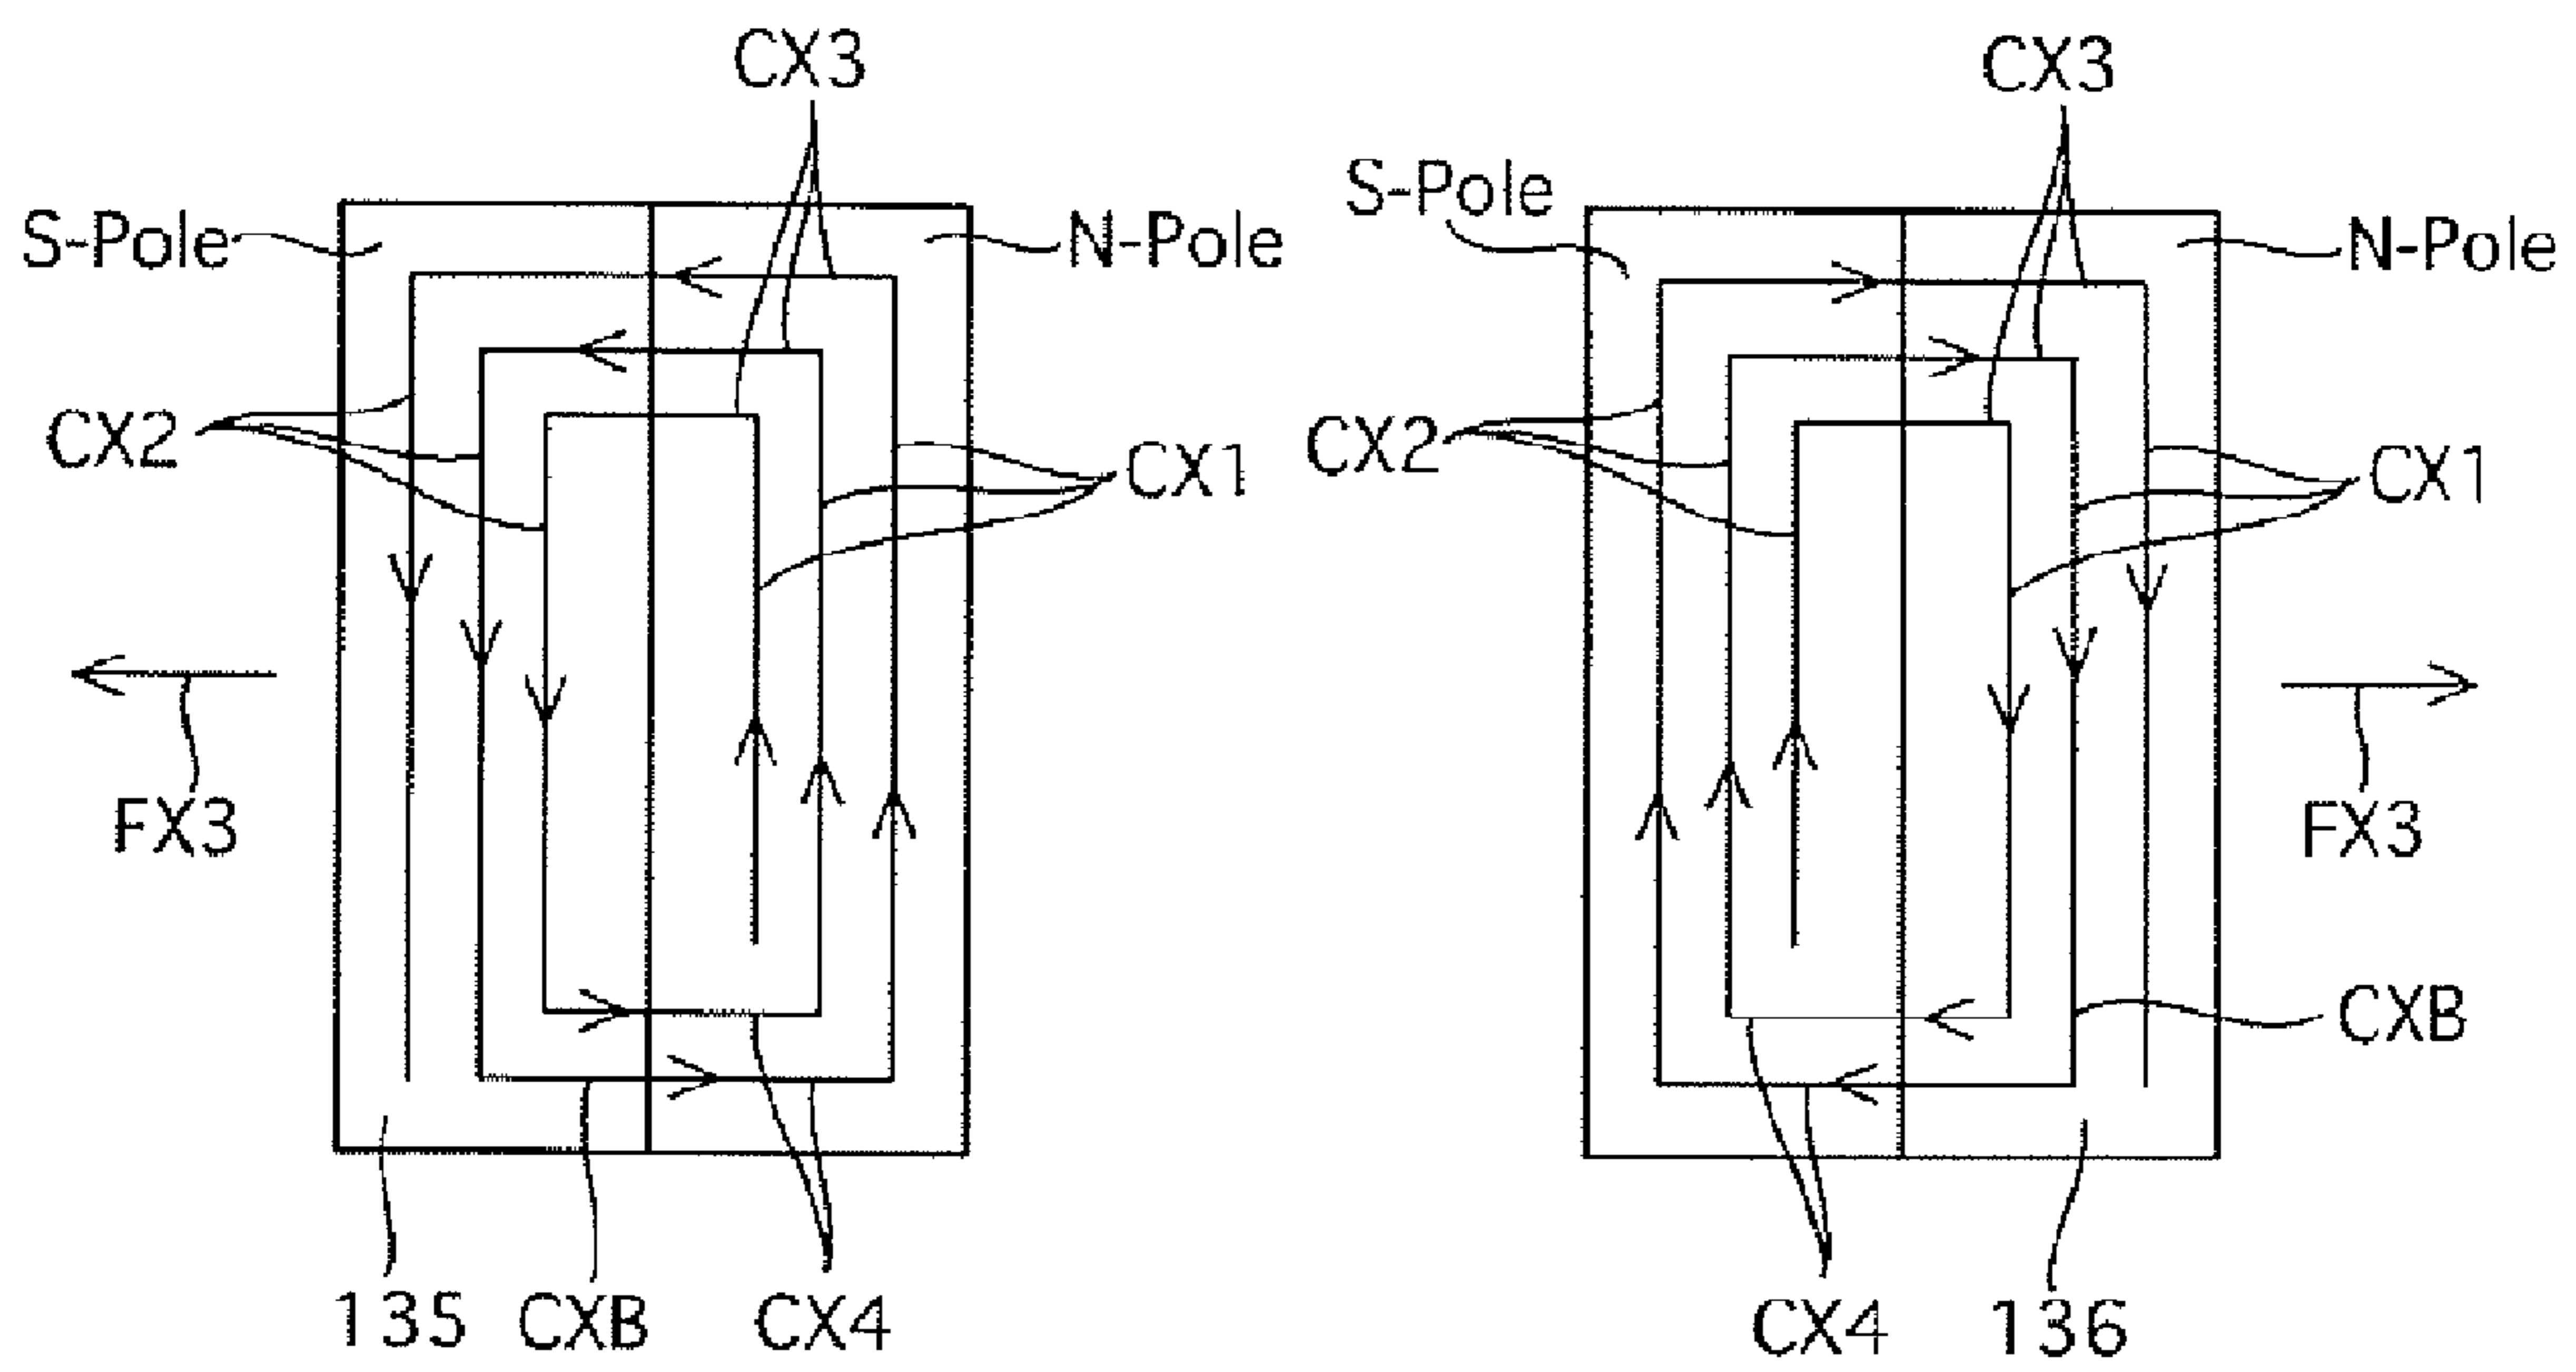 CX3
S-Pole
N-Pole
CX2
CX1
FX3
135
CXB
CX4
CX3
S-Pole
N-Pole
CX2
CX1
FX3
CXB
CX4
136